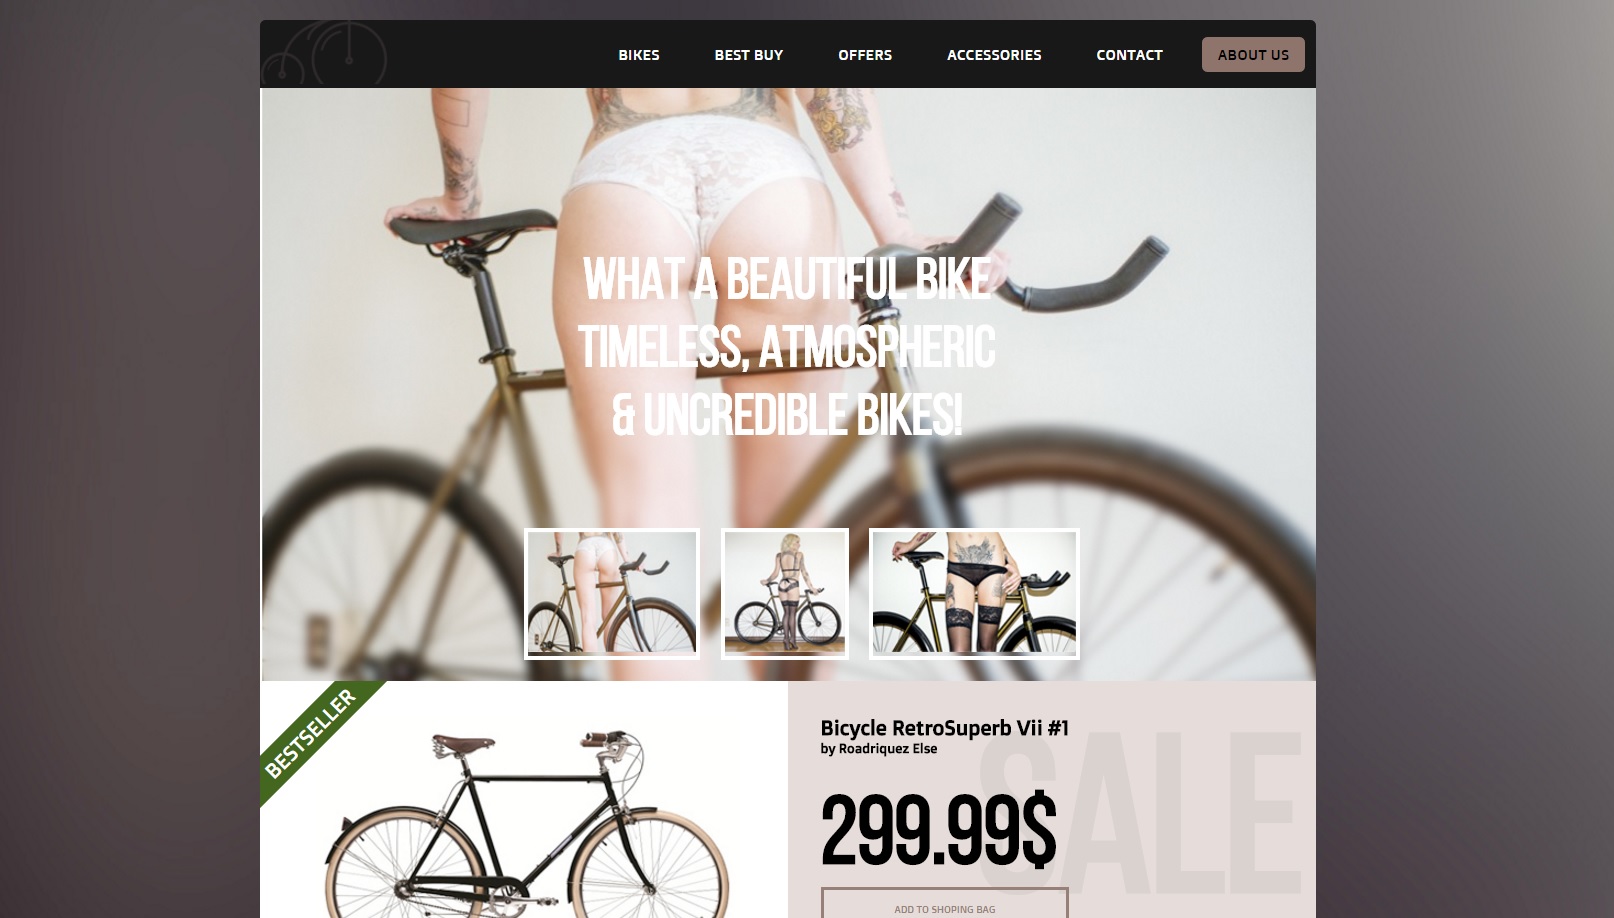 BIKES
BEST BUY
OFFERS
ACCESSORIES
CONTACT
ABOUT US
WHAT A BEAUTIFUL BIKE
TIMELESS, ATMOSPHERIC
& UNCREDIBLE BIKES!
BESTSELLER
Bicycle RetroSuperb Vii #1
by Roadriquez Else
SALE
299.99$
ADD TO SHOPING BAG